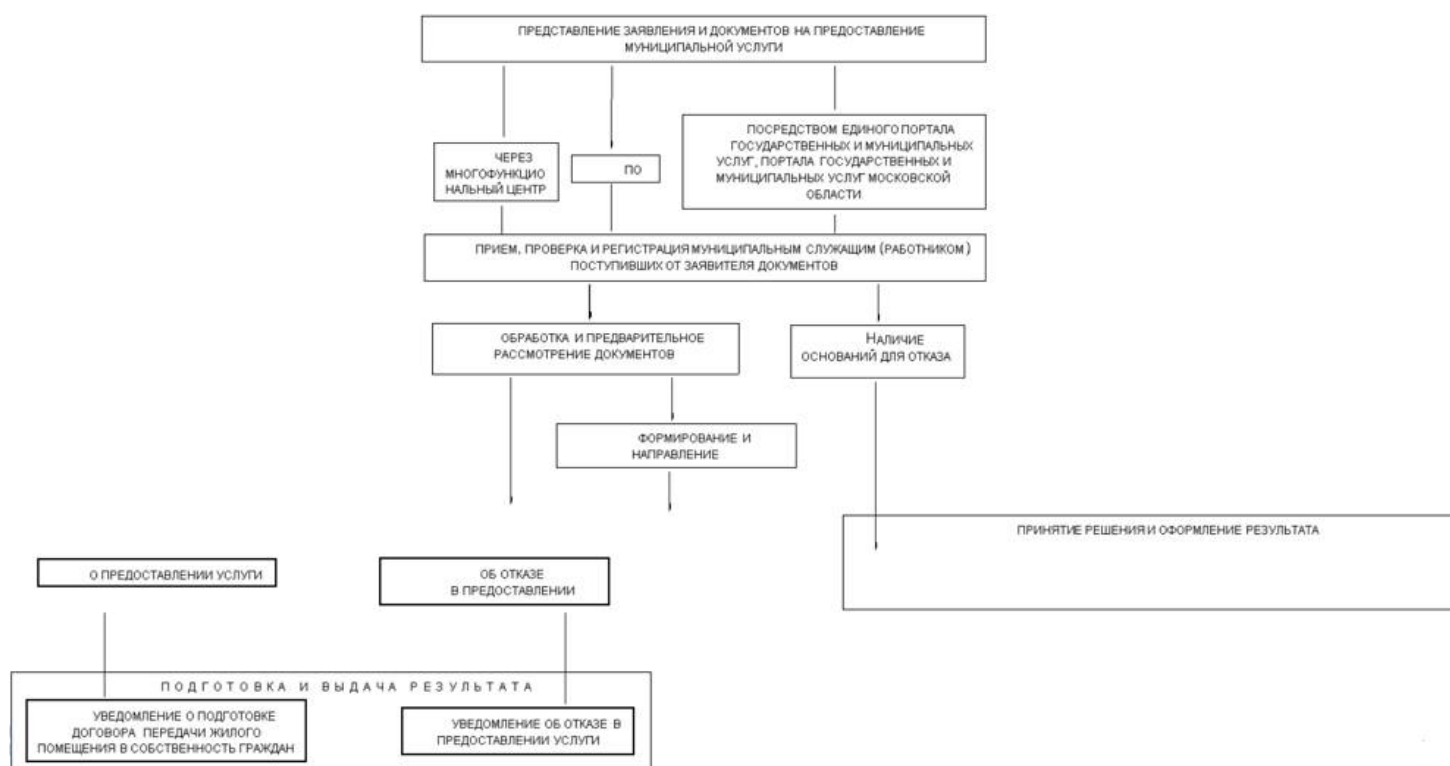 ПРЕДСТАВЛЕНИЕ ЗАЯВЛЕНИЯ И ДОКУМЕНТОВ НА ПРЕДОСТАВЛЕНИЕ
МУНИЦИПАЛЬНОЙ УСЛУГИ
ЧЕРЕЗ
МНОГОФУНКЦИО
НАЛЬНЫЙ ЦЕНТР
ПО
ПОСРЕДСТВОМ ЕДИНОГО ПОРТАЛА
ГОСУДАРСТВЕННЫХ И МУНИЦИПАЛЬНЫХ
УСЛУГ, ПОРТАЛА ГОСУДАРСТВЕННЫХ И
МУНИЦИПАЛЬНЫХ УСЛУГ МОСКОВСКОЙ
ОБЛАСТИ
ПРИЕМ, ПРОВЕРКА И РЕГИСТРАЦИЯ МУНИЦИПАЛЬНЫМ СЛУЖАЩИМ (РАБОТНИКОМ)
ПОСТУПИВШИХ ОТ ЗАЯВИТЕЛЯ ДОКУМЕНТОВ
ОБРАБОТКА И ПРЕДВАРИТЕЛЬНОЕ
РАССМОТРЕНИЕ ДОКУМЕНТОВ
НАЛИЧИЕ
ОСНОВАНИЙ ДЛЯ ОТКАЗА
ФОРМИРОВАНИЕ И
НАПРАВЛЕНИЕ
ПРИНЯТИЕ РЕШЕНИЯ И ОФОРМЛЕНИЕ РЕЗУЛЬТАТА
О ПРЕДОСТАВЛЕНИИ УСЛУГИ
ОБ ОТКАЗЕ
В ПРЕДОСТАВЛЕНИИ
ПОДГОТОВКА И ВЫДАЧА РЕЗУЛЬТАТА
УВЕДОМЛЕНИЕ О ПОДГОТОВКЕ
ДОГОВОРА ПЕРЕДАЧИ ЖИЛОГО
ПОМЕЩЕНИЯ В СОБСТВЕННОСТЬ ГРАЖДАН
УВЕДОМЛЕНИЕ ОБ ОТКАЗЕ В
ПРЕДОСТАВЛЕНИИ УСЛУГИ